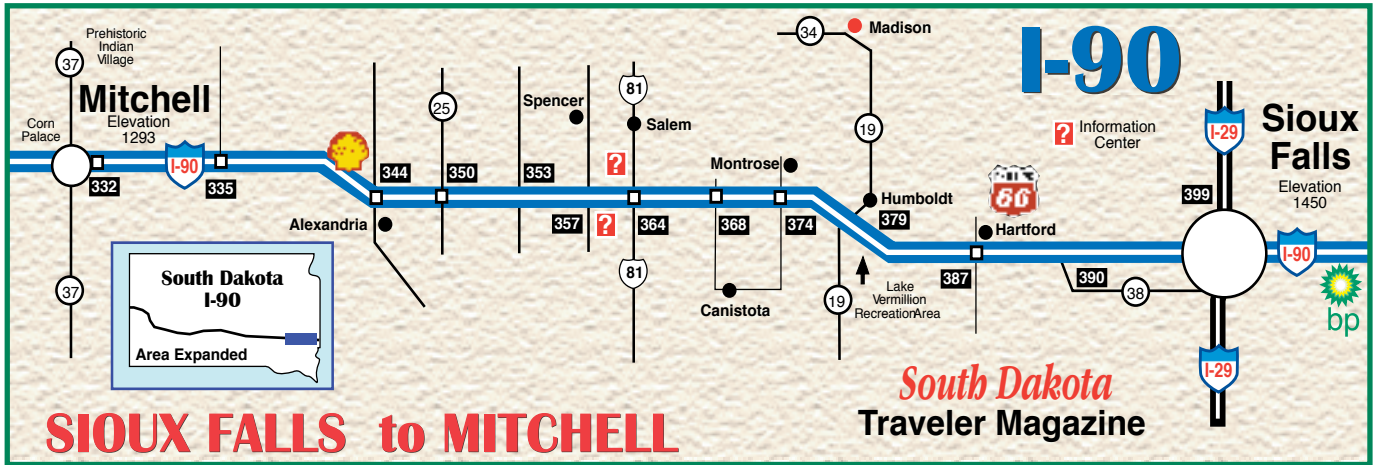 37
Prehistoric
Indian
Village
Mitchell
Elevation
1293
Corn
Palace
I-90
332
335
37
344
Alexandria
25
350
353
Spencer
357
?
?
81
Salem
364
81
368
Montrose
374
Canistota
34
Madison
19
Humboldt
379
19
Lake
Vermillion
RecreationArea
I-90
? Information
Center
66
Hartford
387
390
38
399
I-29
Sioux
Falls
Elevation
1450
I-90
bp
I-29
South Dakota
I-90
Area Expanded
SIOUX FALLS to MITCHELL
South Dakota
Traveler Magazine